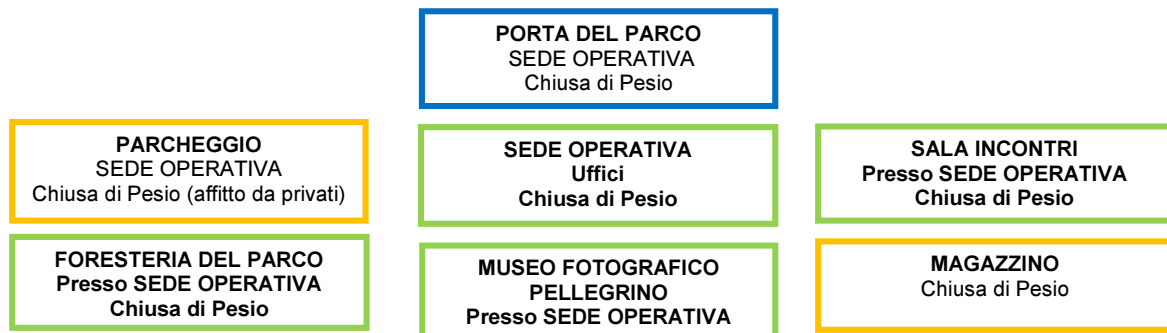 PORTA DEL PARCO
SEDE OPERATIVA
Chiusa di Pesio
PARCHEGGIO
SEDE OPERATIVA
Chiusa di Pesio (affitto da privati)
SEDE OPERATIVA
Uffici
Chiusa di Pesio
SALA INCONTRI
Presso SEDE OPERATIVA
Chiusa di Pesio
FORESTERIA DEL PARCO
Presso SEDE OPERATIVA
Chiusa di Pesio
MUSEO FOTOGRAFICO
PELLEGRINO
Presso SEDE OPERATIVA
MAGAZZINO
Chiusa di Pesio